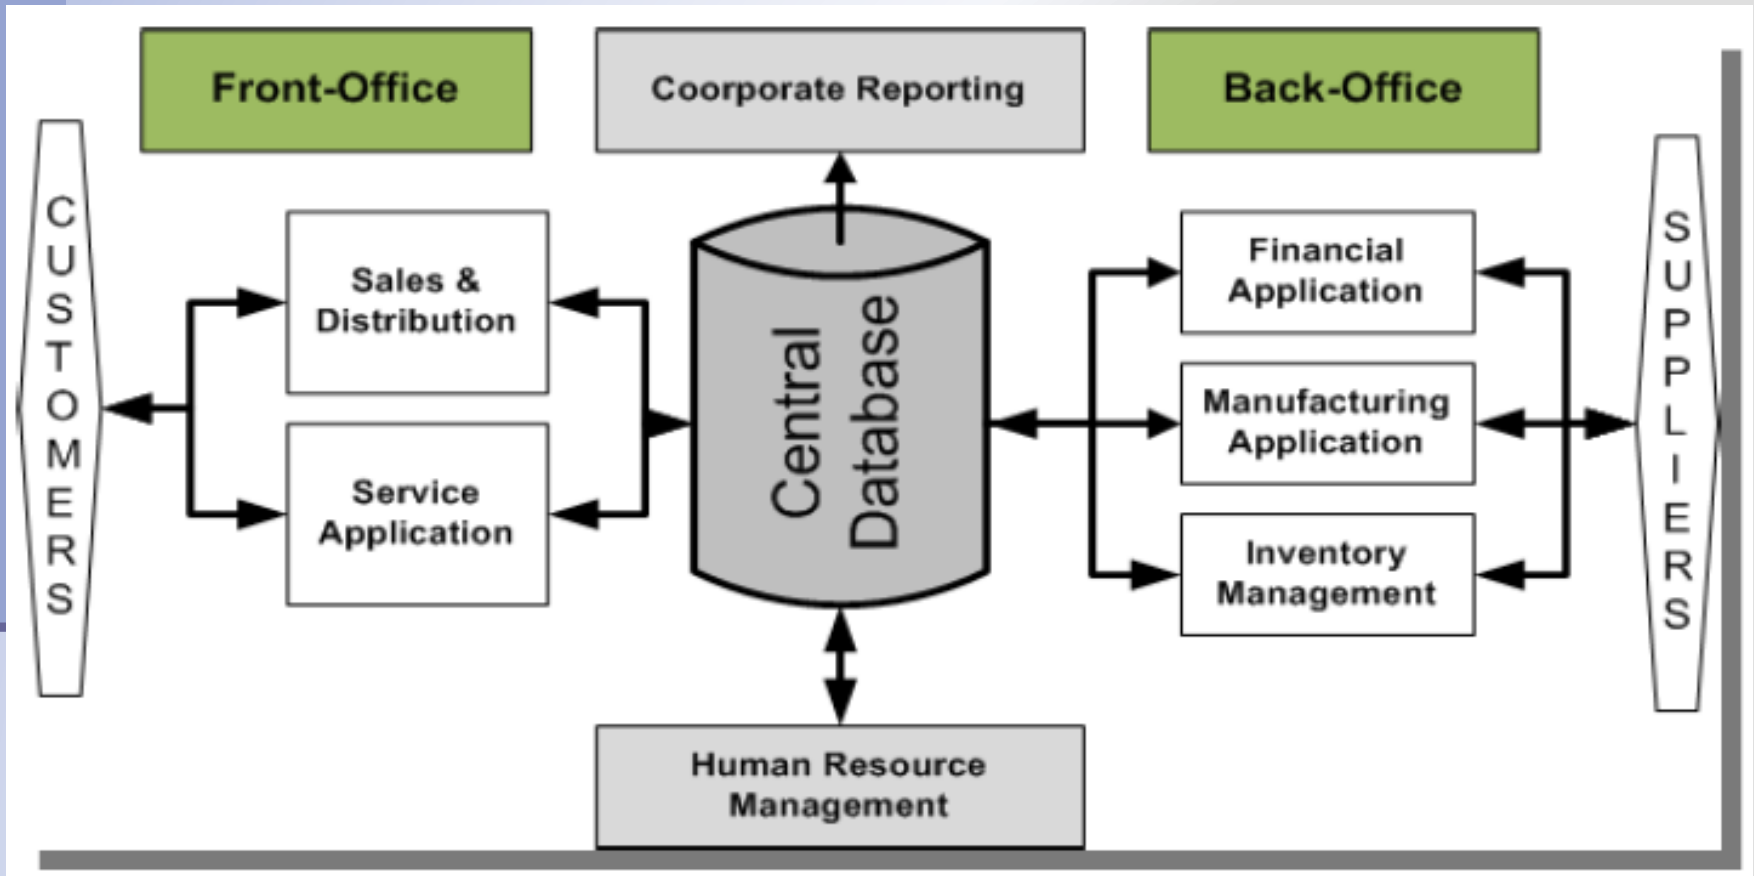 Front-Office
Coorporate Reporting
Back-Office
CUSTOMERS
Sales &
Distribution
Service
Application
Central
Database
Financial
Application
Manufacturing
Application
Inventory
Management
SUPPLIERS
Human Resource
Management